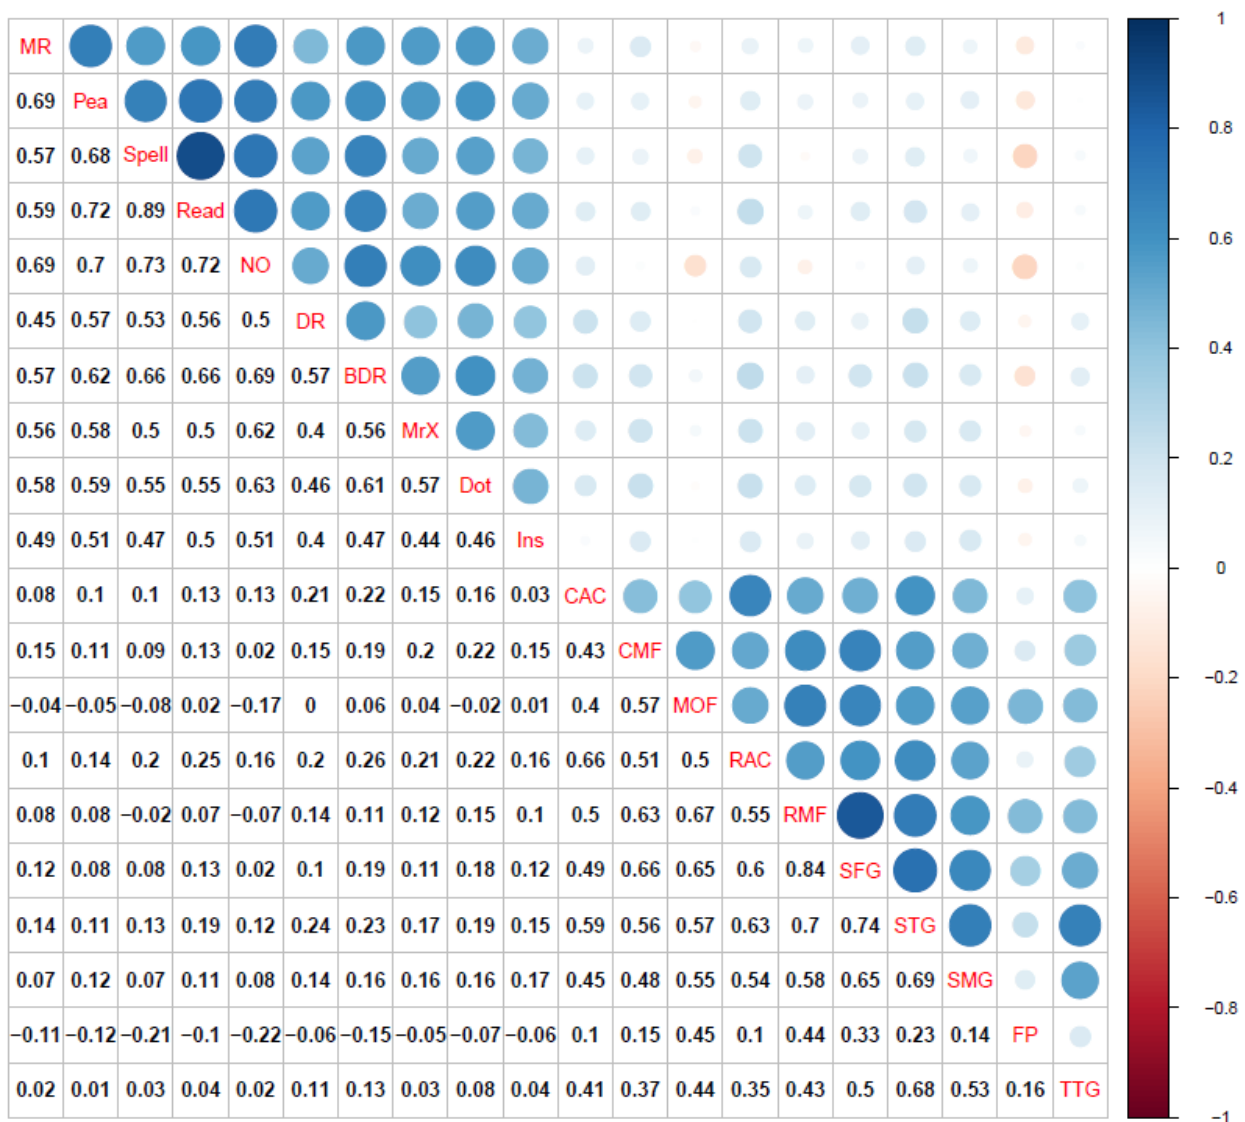 MR 1
0.69 Pea
0.8
0.57 0.68 Spell
0.59 0.72 0.89 Read
0.6
0.69 0.7 0.73 0.72 NO
0.45 0.57 0.53 0.56 0.5 DR
0.4
0.57 0.62 0.66 0.66 0.69 0.57 BDR
0.56 0.58 0.5 0.5 0.62 0.4 0.56 MrX
0.2
0.58 0.59 0.55 0.55 0.63 0.46 0.61 0.57 Dot
0.49 0.51 0.47 0.5 0.51 0.4 0.47 0.44 0.46 Ins
0
0.08 0.1 0.1 0.13 0.13 0.21 0.22 0.15 0.16 0.03 CAC
0.15 0.11 0.09 0.13 0.02 0.15 0.19 0.2 0.22 0.15 0.43 CMF
−0.2
−0.04 −0.05 −0.08 0.02 −0.17 0 0.06 0.04 −0.02 0.01 0.4 0.57 MOF
0.1 0.14 0.2 0.25 0.16 0.2 0.26 0.21 0.22 0.16 0.66 0.51 0.5 RAC
−0.4
0.08 0.08 −0.02 0.07 −0.07 0.14 0.11 0.12 0.15 0.1 0.5 0.63 0.67 0.55 RMF
0.12 0.08 0.08 0.13 0.02 0.1 0.19 0.11 0.18 0.12 0.49 0.66 0.65 0.6 0.84 SFG
−0.6
0.14 0.11 0.13 0.19 0.12 0.24 0.23 0.17 0.19 0.15 0.59 0.56 0.57 0.63 0.7 0.74 STG
0.07 0.12 0.07 0.11 0.08 0.14 0.16 0.16 0.16 0.17 0.45 0.48 0.55 0.54 0.58 0.65 0.69 SMG
−0.8
−0.11 −0.12 −0.21 −0.1 −0.22 −0.06 −0.15 −0.05 −0.07 −0.06 0.1 0.15 0.45 0.1 0.44 0.33 0.23 0.14 FP
0.02 0.01 0.03 0.04 0.02 0.11 0.13 0.03 0.08 0.04 0.41 0.37 0.44 0.35 0.43 0.5 0.68 0.53 0.16 TTG
−1